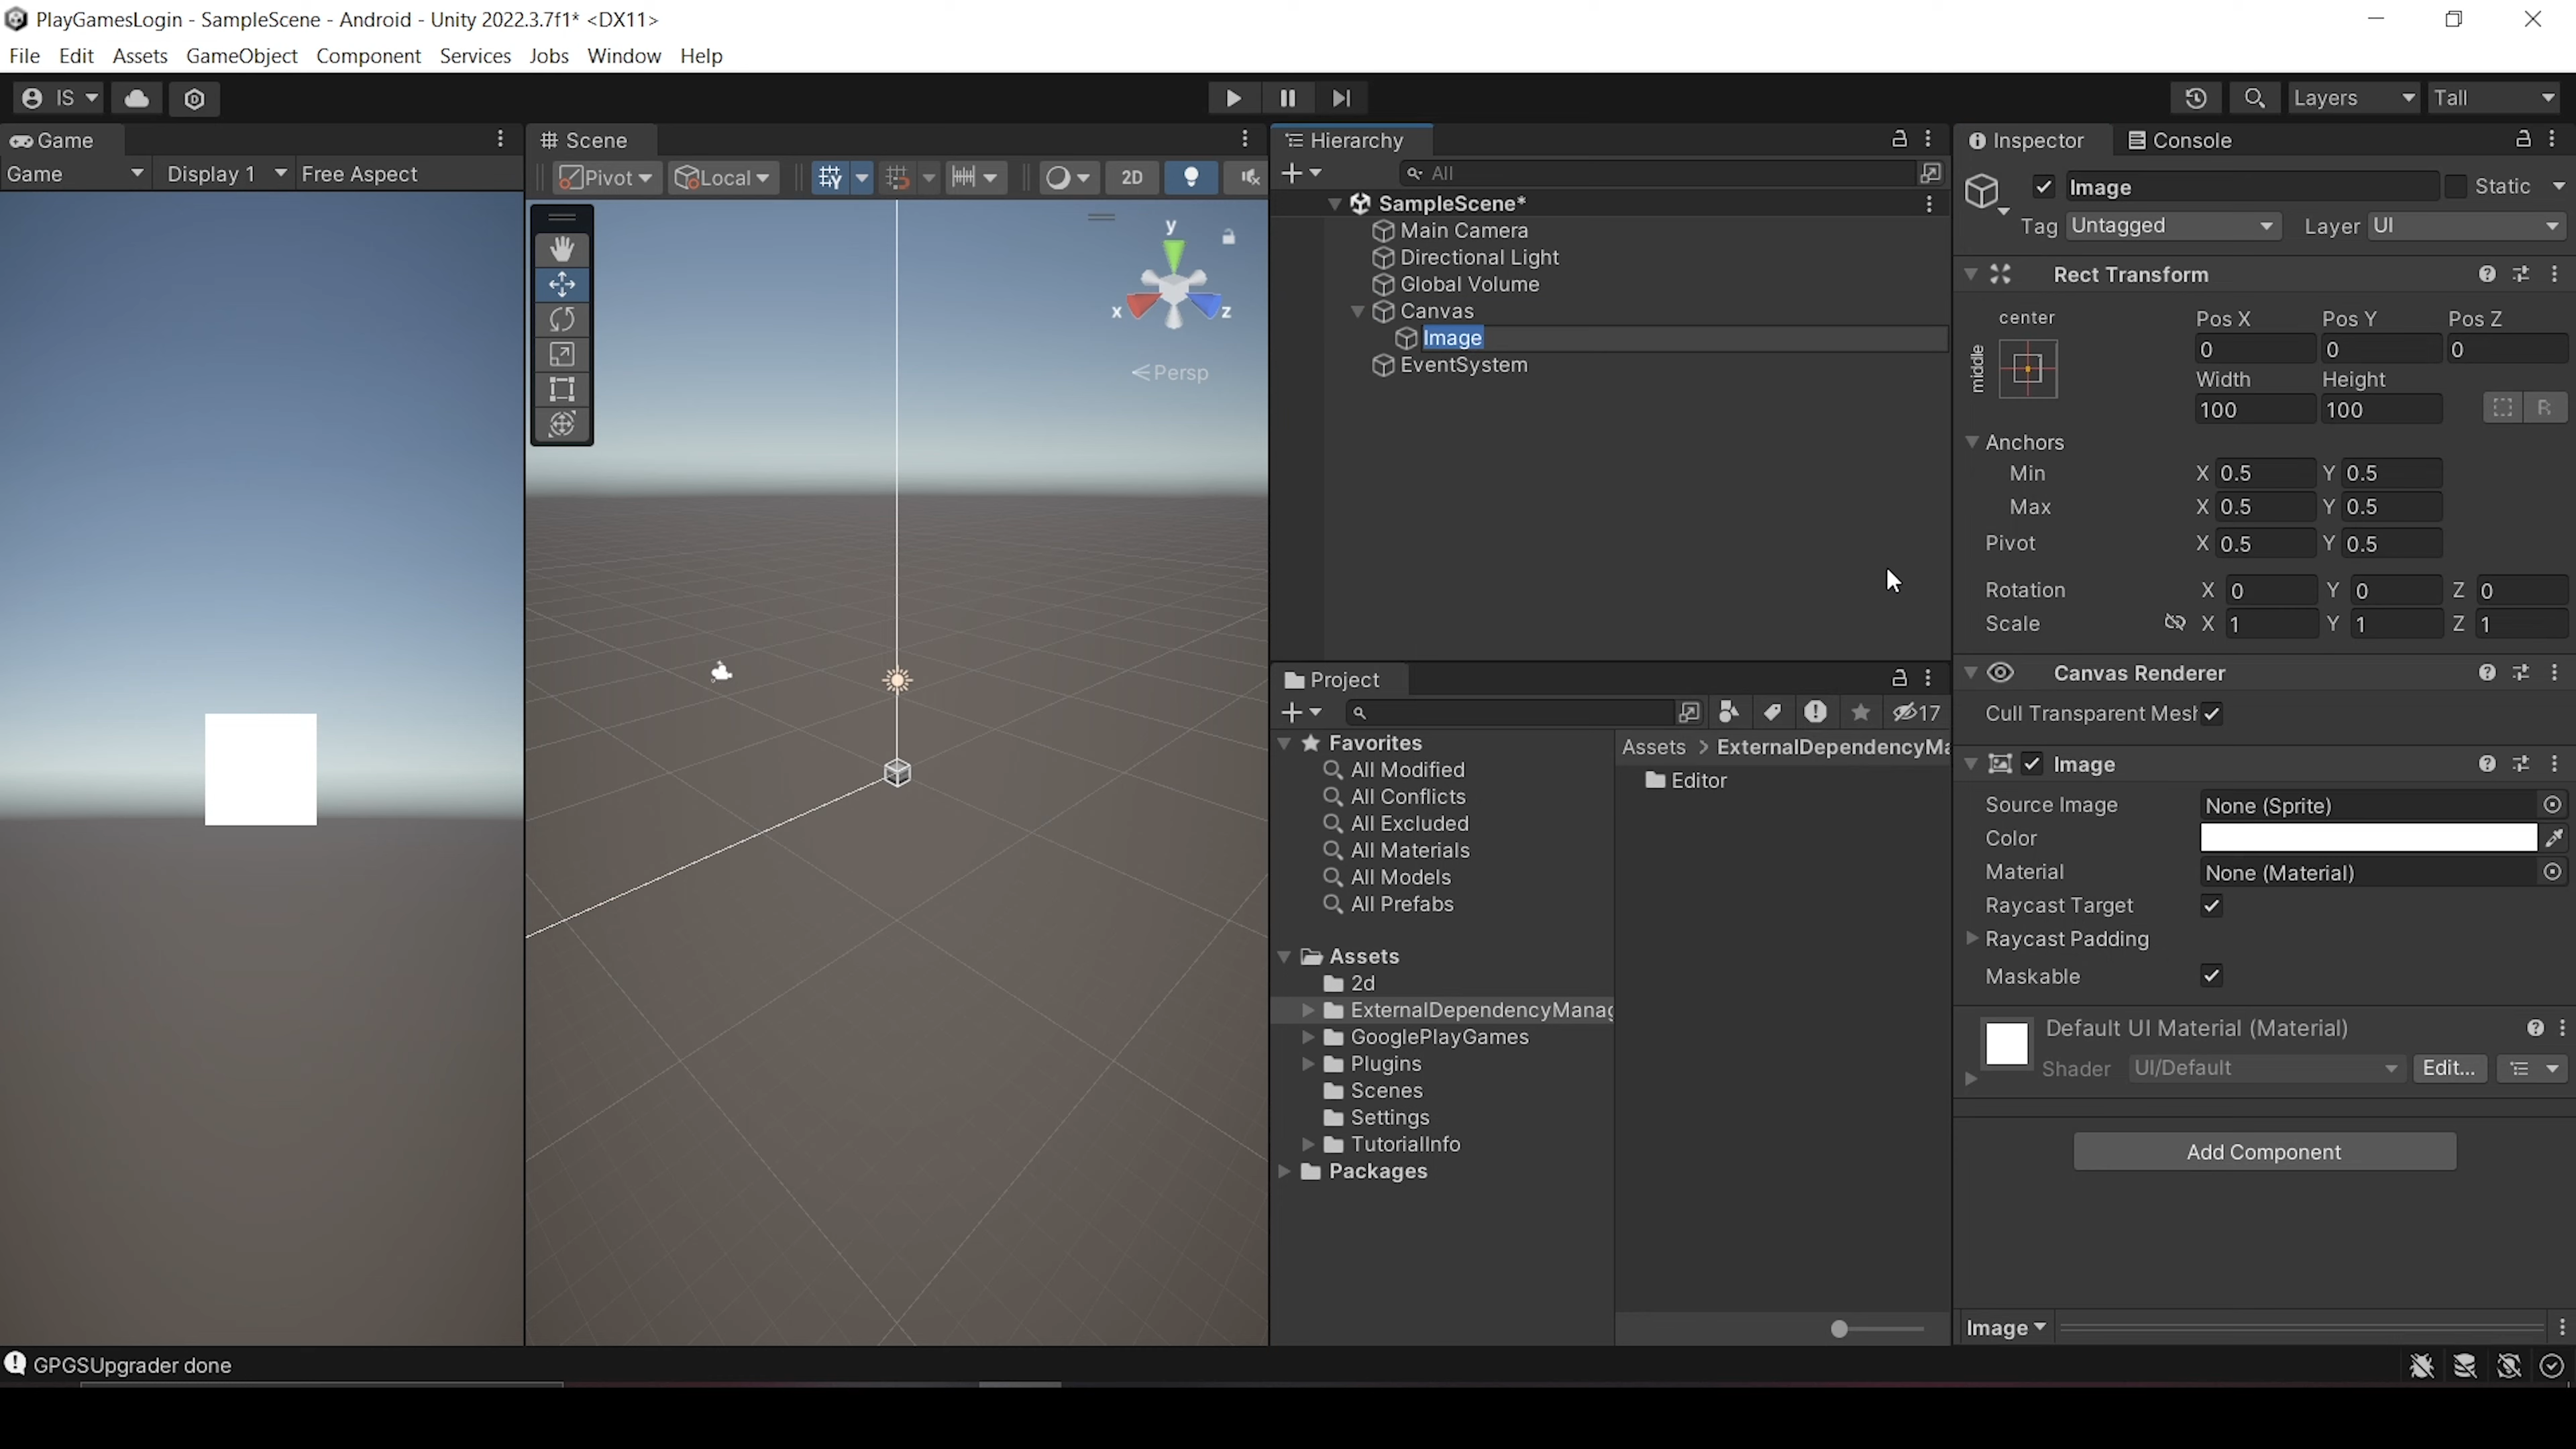 PlayGamesLogin - SampleScene - Android - Unity 2022.3.7f1* <DX11>
File Edit Assets GameObject Component Services Jobs Window Help
IS
Layers
Tall
Game
Game
Display 1
Free Aspect
Scene
Pivot
Local
2D
y
x
z
Persp
Hierarchy
All
SampleScene*
Main Camera
Directional Light
Global Volume
Canvas
Image
EventSystem
Project
17
Favorites
All Modified
All Conflicts
All Excluded
All Materials
All Models
All Prefabs
Assets
2d
ExternalDependencyManag
GooglePlayGames
Plugins
Scenes
Settings
TutorialInfo
Packages
Assets > ExternalDependencyMa
Editor
Inspector
Console
Image
Static
Tag Untagged
Layer UI
Rect Transform
center
middle
Pos X Pos Y Pos Z
0 0 0
Width Height
100 100
R
Anchors
Min X 0.5 Y 0.5
Max X 0.5 Y 0.5
Pivot X 0.5 Y 0.5
Rotation X 0 Y 0 Z 0
Scale X 1 Y 1 Z 1
Canvas Renderer
Cull Transparent Mesh
Image
Source Image None (Sprite)
Color
Material None (Material)
Raycast Target
Raycast Padding
Maskable
Default UI Material (Material)
Shader UI/Default Edit...
Add Component
Image
GPGSUpgrader done